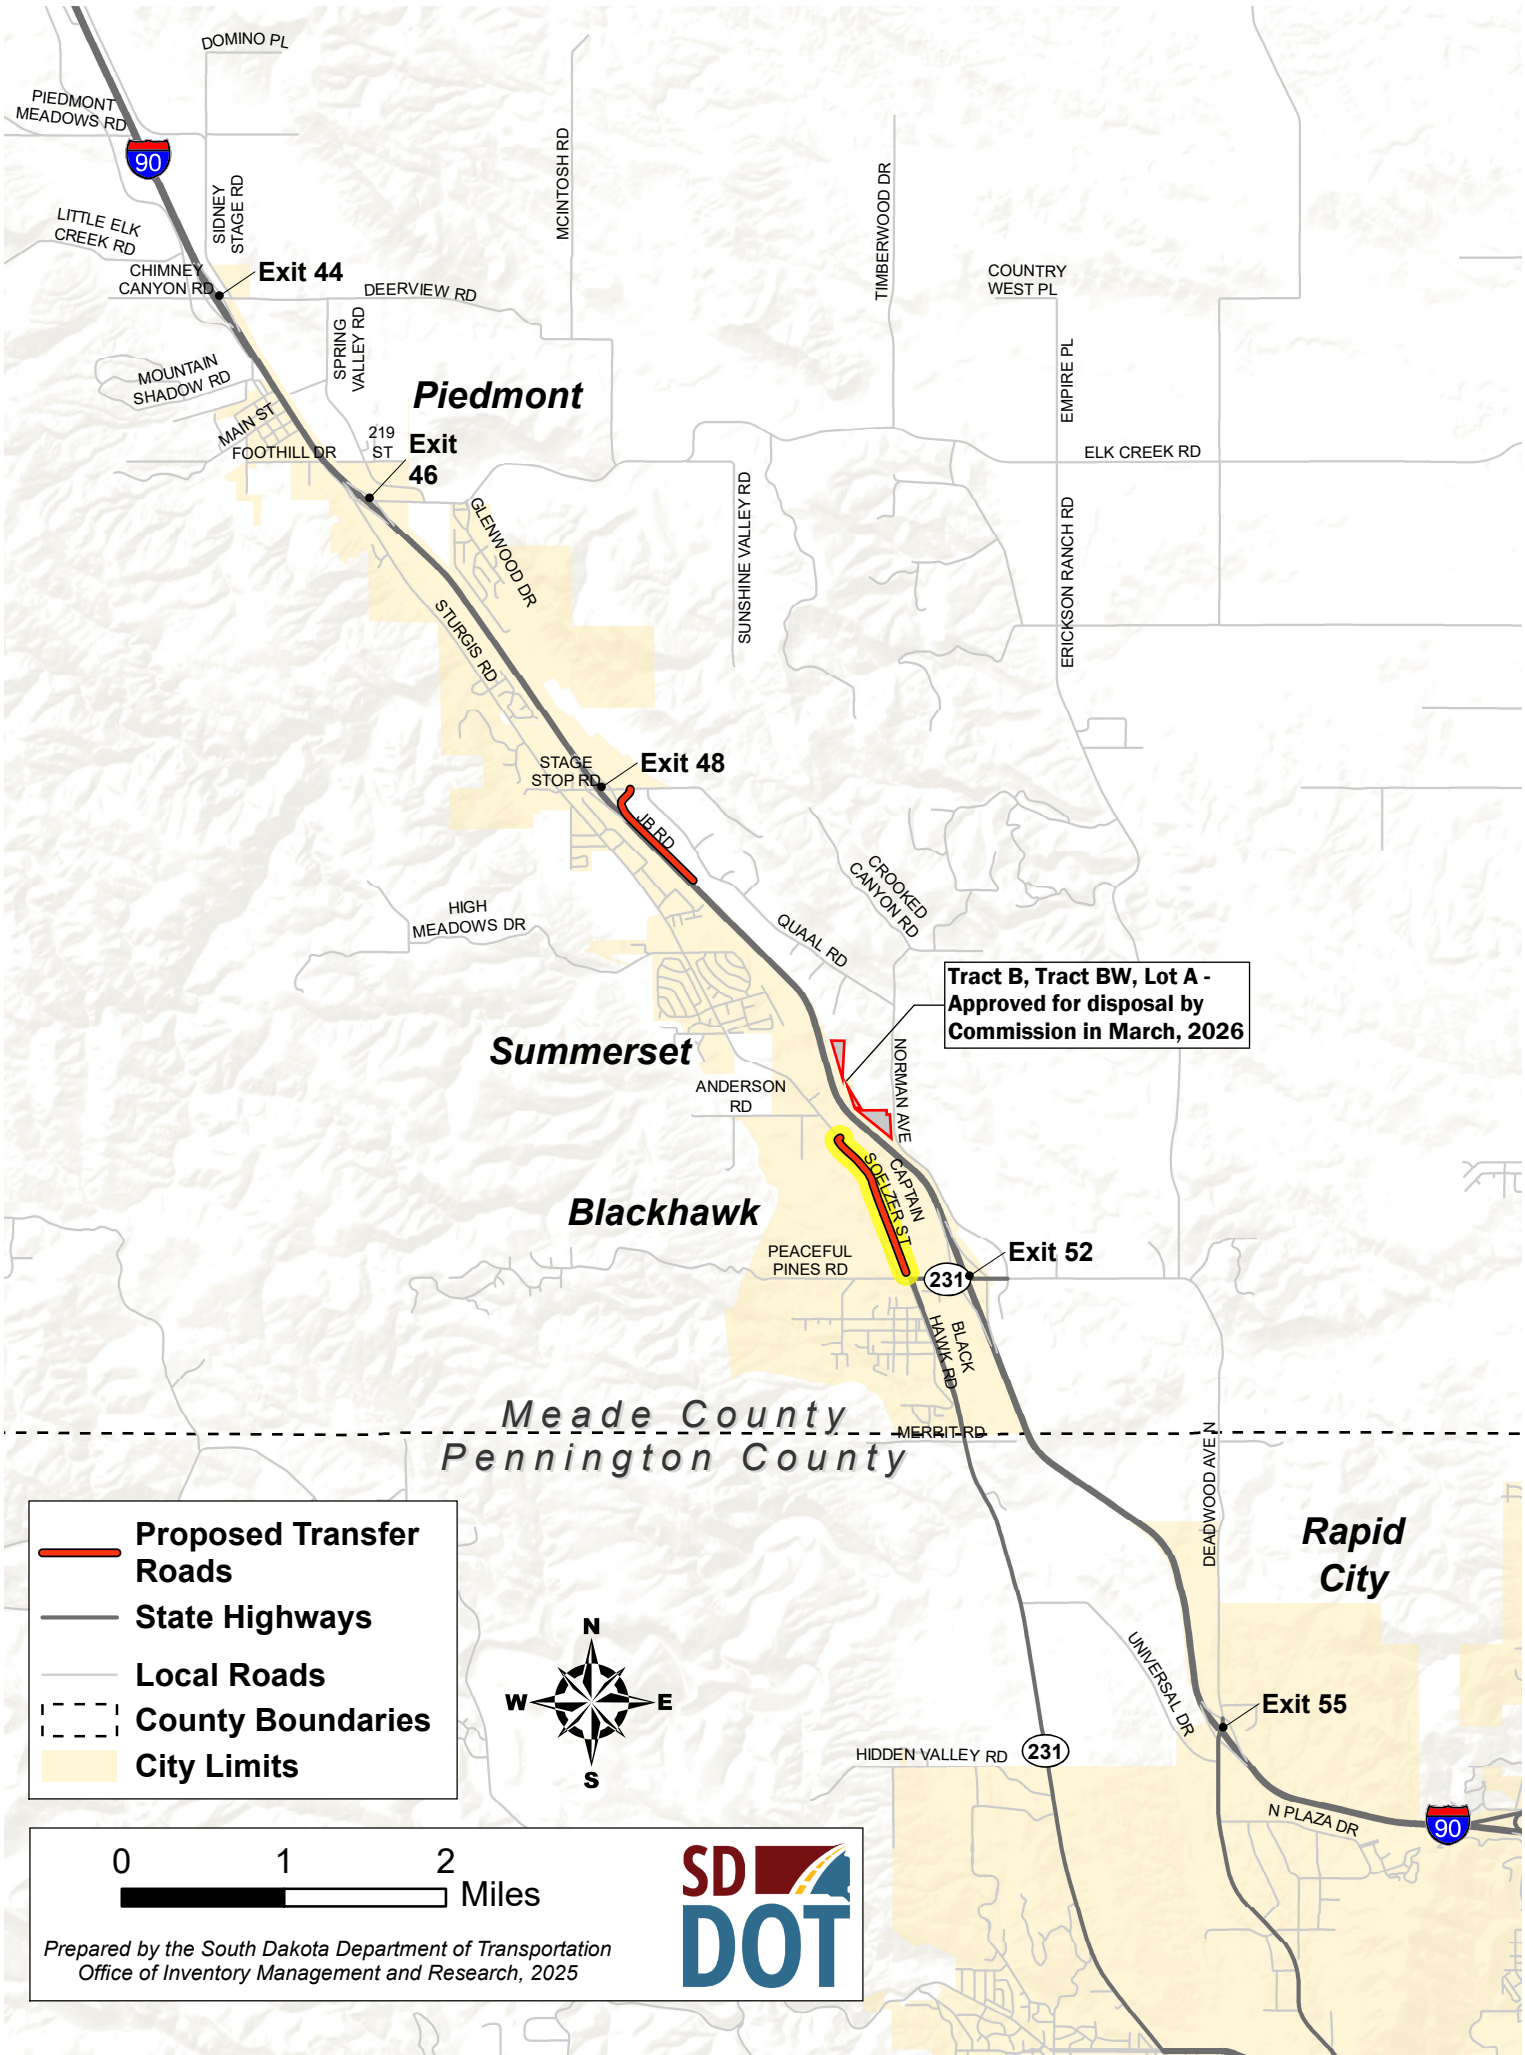 DOMINO PL
PIEDMONT
MEADOWS RD
90
SIDNEY
STAGE RD
MCINTOSH RD
TIMBERWOOD DR
LITTLE ELK
CREEK RD
CHIMNEY
CANYON RD
Exit 44
DEERVIEW RD
COUNTRY
WEST PL
SPRING
VALLEY RD
MOUNTAIN
SHADOW RD
EMPIRE PL
Piedmont
MAIN ST
219
ST
FOOTHILL DR
Exit
46
ELK CREEK RD
GLENWOOD DR
SUNSHINE VALLEY RD
ERICKSON RANCH RD
STURGIS RD
STAGE
STOP RD
Exit 48
JB RD
CROOKED
CANYON RD
HIGH
MEADOWS DR
QUAAL RD
Tract B, Tract BW, Lot A -
Approved for disposal by
Commission in March, 2026
Summerset
NORMAN AVE
ANDERSON
RD
CAPTAIN
SOELZER ST
Blackhawk
PEACEFUL
PINES RD
231
Exit 52
BLACK
HAWK RD
Meade County
MERRIT RD
Pennington County
DEADWOOD AVE N
Rapid
City
Proposed Transfer
Roads
State Highways
Local Roads
County Boundaries
City Limits
N
W
E
S
UNIVERSAL DR
Exit 55
HIDDEN VALLEY RD
231
N PLAZA DR
90
0 1 2
Miles
SD
DOT
Prepared by the South Dakota Department of Transportation
Office of Inventory Management and Research, 2025